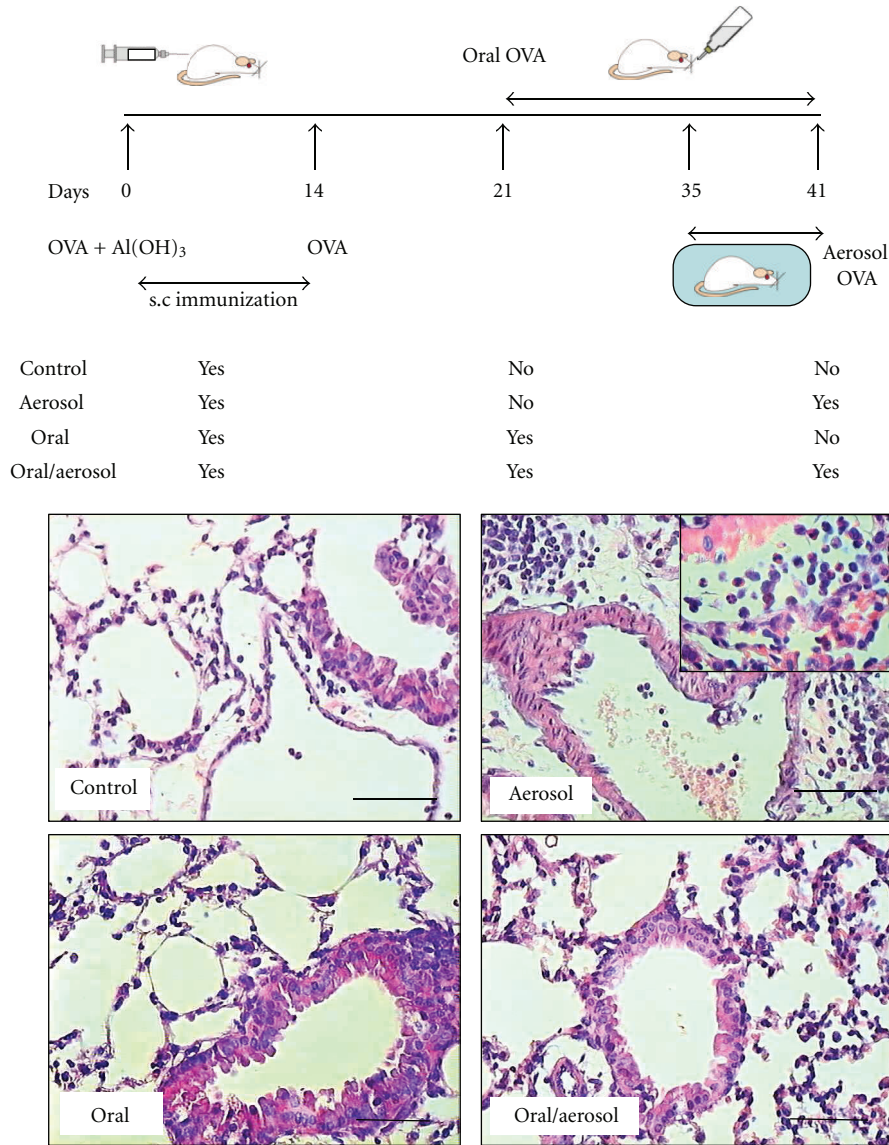 Oral OVA
Days 0 14 21 35 41
OVA + Al(OH)₃ OVA
s.c immunization
Aerosol
OVA
Control Yes No No
Aerosol Yes No Yes
Oral Yes Yes No
Oral/aerosol Yes Yes Yes
Control
Aerosol
Oral
Oral/aerosol